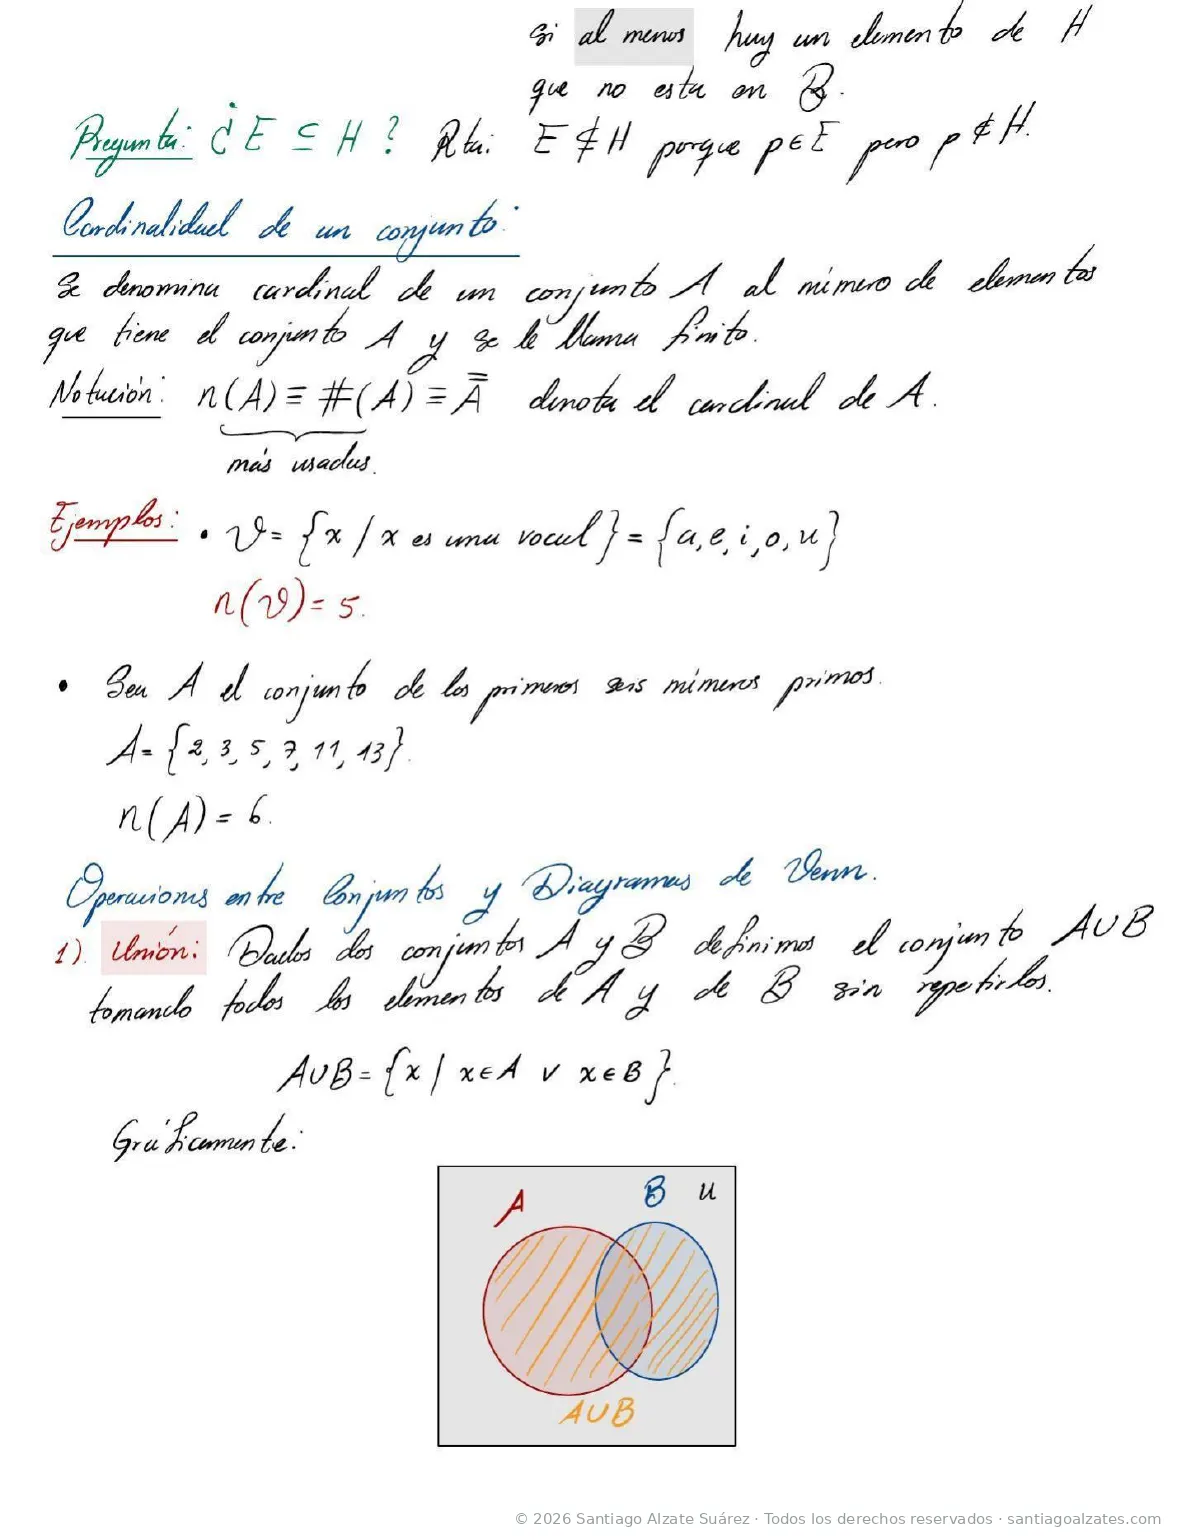 si al menos hay un elemento de H
que no esta en B.
Pregunta: ¿E ⊆ H? Rta: E ⊈ H porque p ∈ E pero p ∉ H.
Cardinalidad de un conjunto:
Se denomina cardinal de un conjunto A al número de elementos
que tiene el conjunto A y se le llama finito.
Notación: n(A) ≡ #(A) ≡ A̿ denota el cardinal de A.
más usadas.
Ejemplos: • V = {x / x es una vocal} = {a, e, i, o, u}
n(V) = 5.
• Sea A el conjunto de los primeros seis números primos.
A = {2, 3, 5, 7, 11, 13}.
n(A) = 6.
Operaciones entre Conjuntos y Diagramas de Venn.
1). Unión: Dados dos conjuntos A y B definimos el conjunto A∪B
tomando todos los elementos de A y de B sin repetirlos.
A∪B = {x / x ∈ A ∨ x ∈ B}.
Gráficamente:
A B U
A∪B
© 2026 Santiago Alzate Suárez · Todos los derechos reservados · santiagoalzates.com